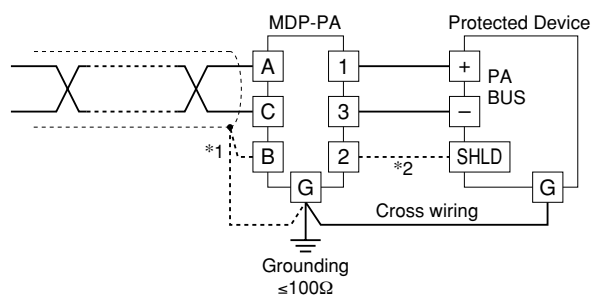 MDP-PA
Protected Device
A
1
+
PA
BUS
C
3
–
*1
B
2
*2
SHLD
G
G
Cross wiring
Grounding
≤100Ω